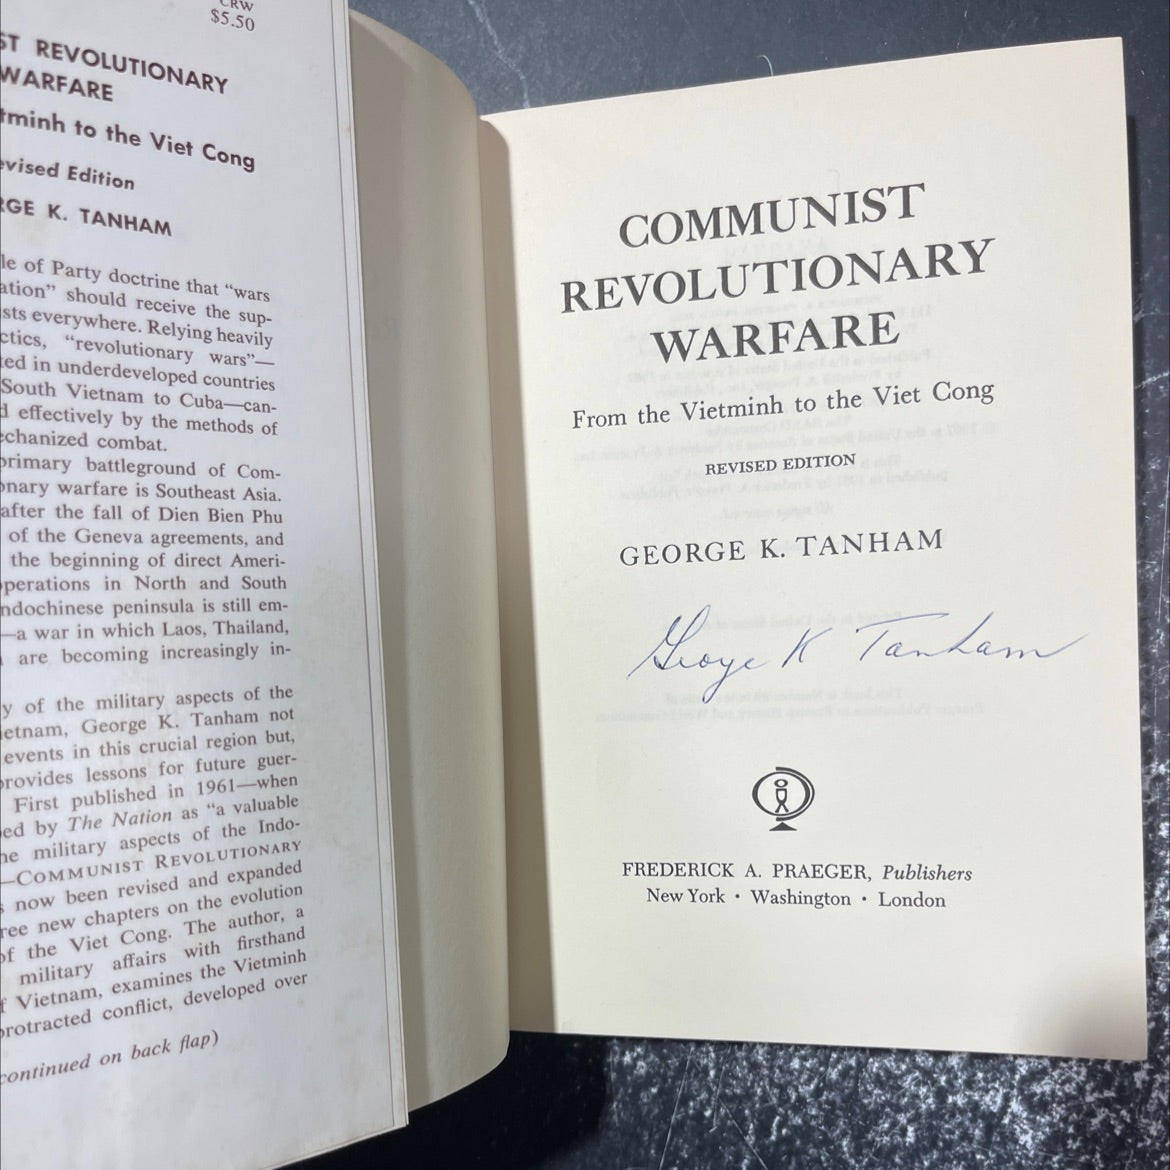 CRW
$5.50
ST REVOLUTIONARY
WARFARE
tminh to the Viet Cong
evised Edition
RGE K. TANHAM
le of Party doctrine that “wars
ation” should receive the sup-
sts everywhere. Relying heavily
ctics, “revolutionary wars”—
ted in underdeveloped countries
South Vietnam to Cuba—can-
d effectively by the methods of
echanized combat.
primary battleground of Com-
onary warfare is Southeast Asia.
after the fall of Dien Bien Phu
of the Geneva agreements, and
the beginning of direct Ameri-
operations in North and South
ndochinese peninsula is still em-
—a war in which Laos, Thailand,
are becoming increasingly in-
y of the military aspects of the
ietnam, George K. Tanham not
events in this crucial region but,
provides lessons for future guer-
First published in 1961—when
ed by The Nation as “a valuable
he military aspects of the Indo-
—COMMUNIST REVOLUTIONARY
s now been revised and expanded
ree new chapters on the evolution
of the Viet Cong. The author, a
military affairs with firsthand
f Vietnam, examines the Vietminh
protracted conflict, developed over
continued on back flap)
COMMUNIST
REVOLUTIONARY
WARFARE
From the Vietminh to the Viet Cong
REVISED EDITION
GEORGE K. TANHAM
George K Tanham
FREDERICK A. PRAEGER, Publishers
New York • Washington • London